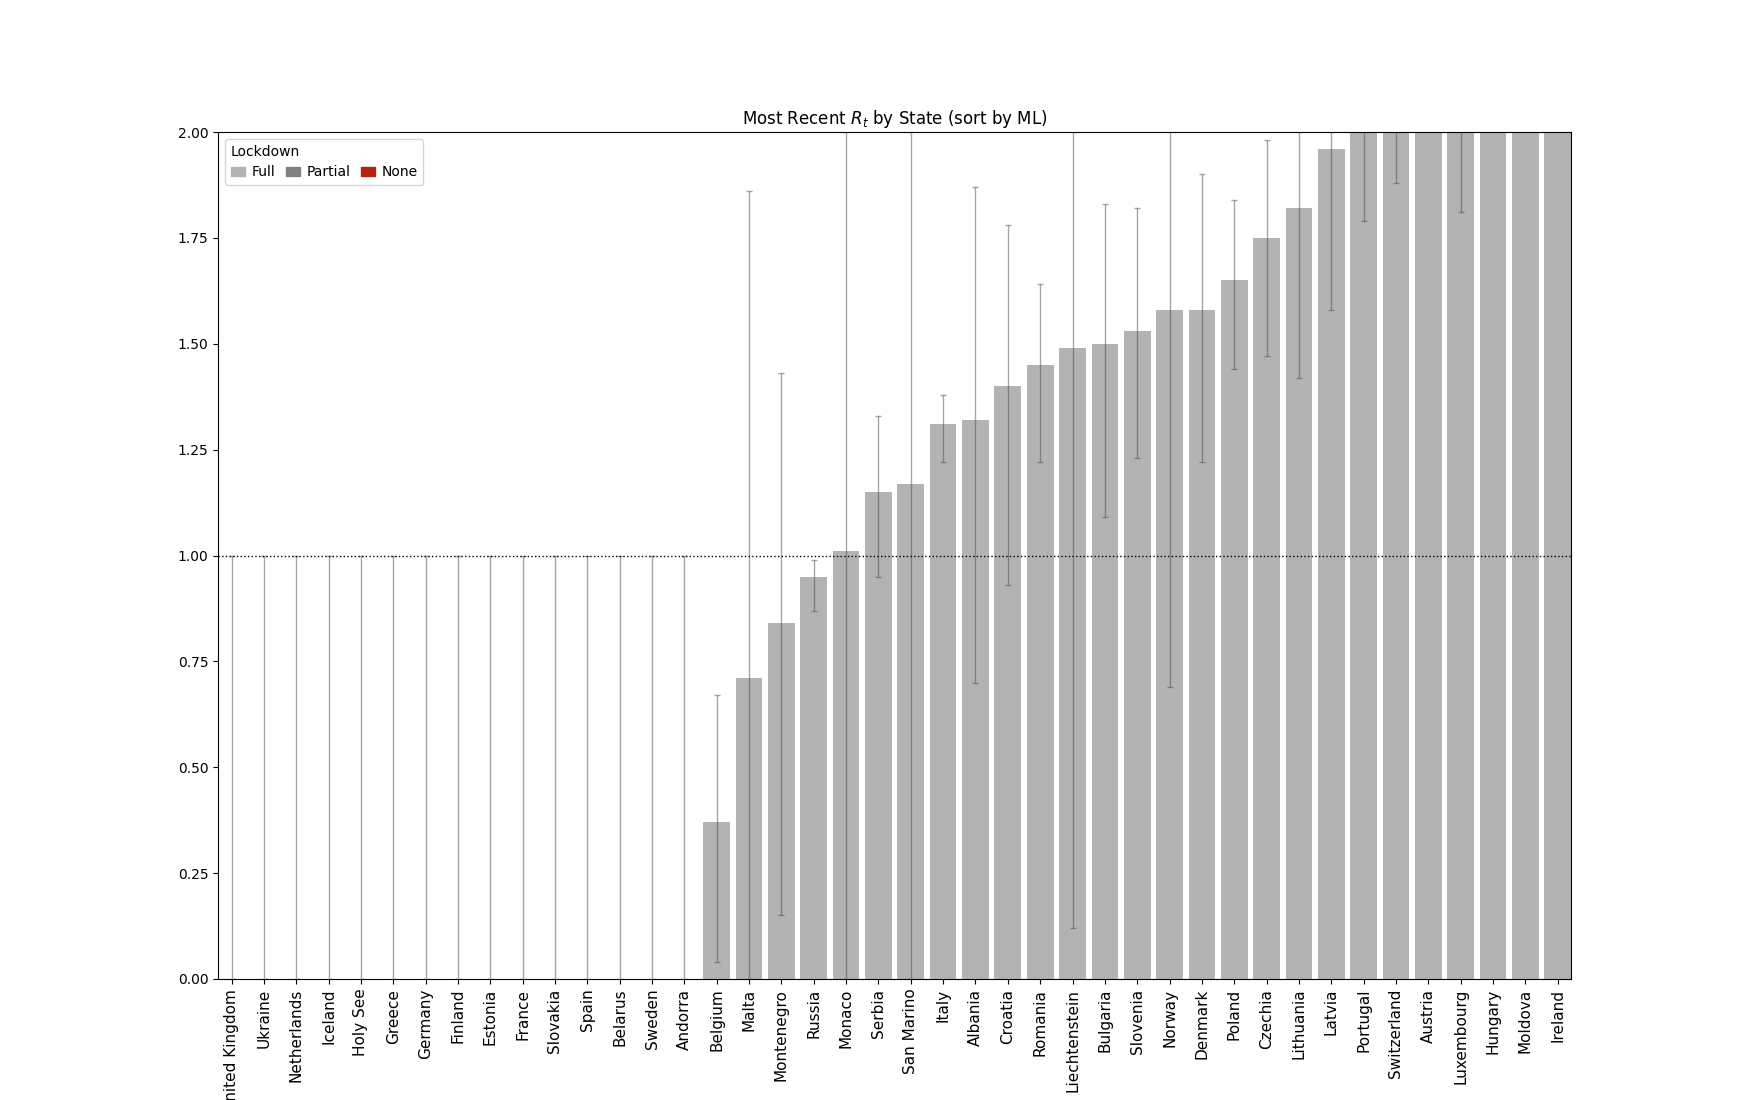 Most Recent Rt by State (sort by ML)
Lockdown
Full Partial None
2.00
1.75
1.50
1.25
1.00
0.75
0.50
0.25
0.00
nited Kingdom
Ukraine
Netherlands
Iceland
Holy See
Greece
Germany
Finland
Estonia
France
Slovakia
Spain
Belarus
Sweden
Andorra
Belgium
Malta
Montenegro
Russia
Monaco
Serbia
San Marino
Italy
Albania
Croatia
Romania
Liechtenstein
Bulgaria
Slovenia
Norway
Denmark
Poland
Czechia
Lithuania
Latvia
Portugal
Switzerland
Austria
Luxembourg
Hungary
Moldova
Ireland